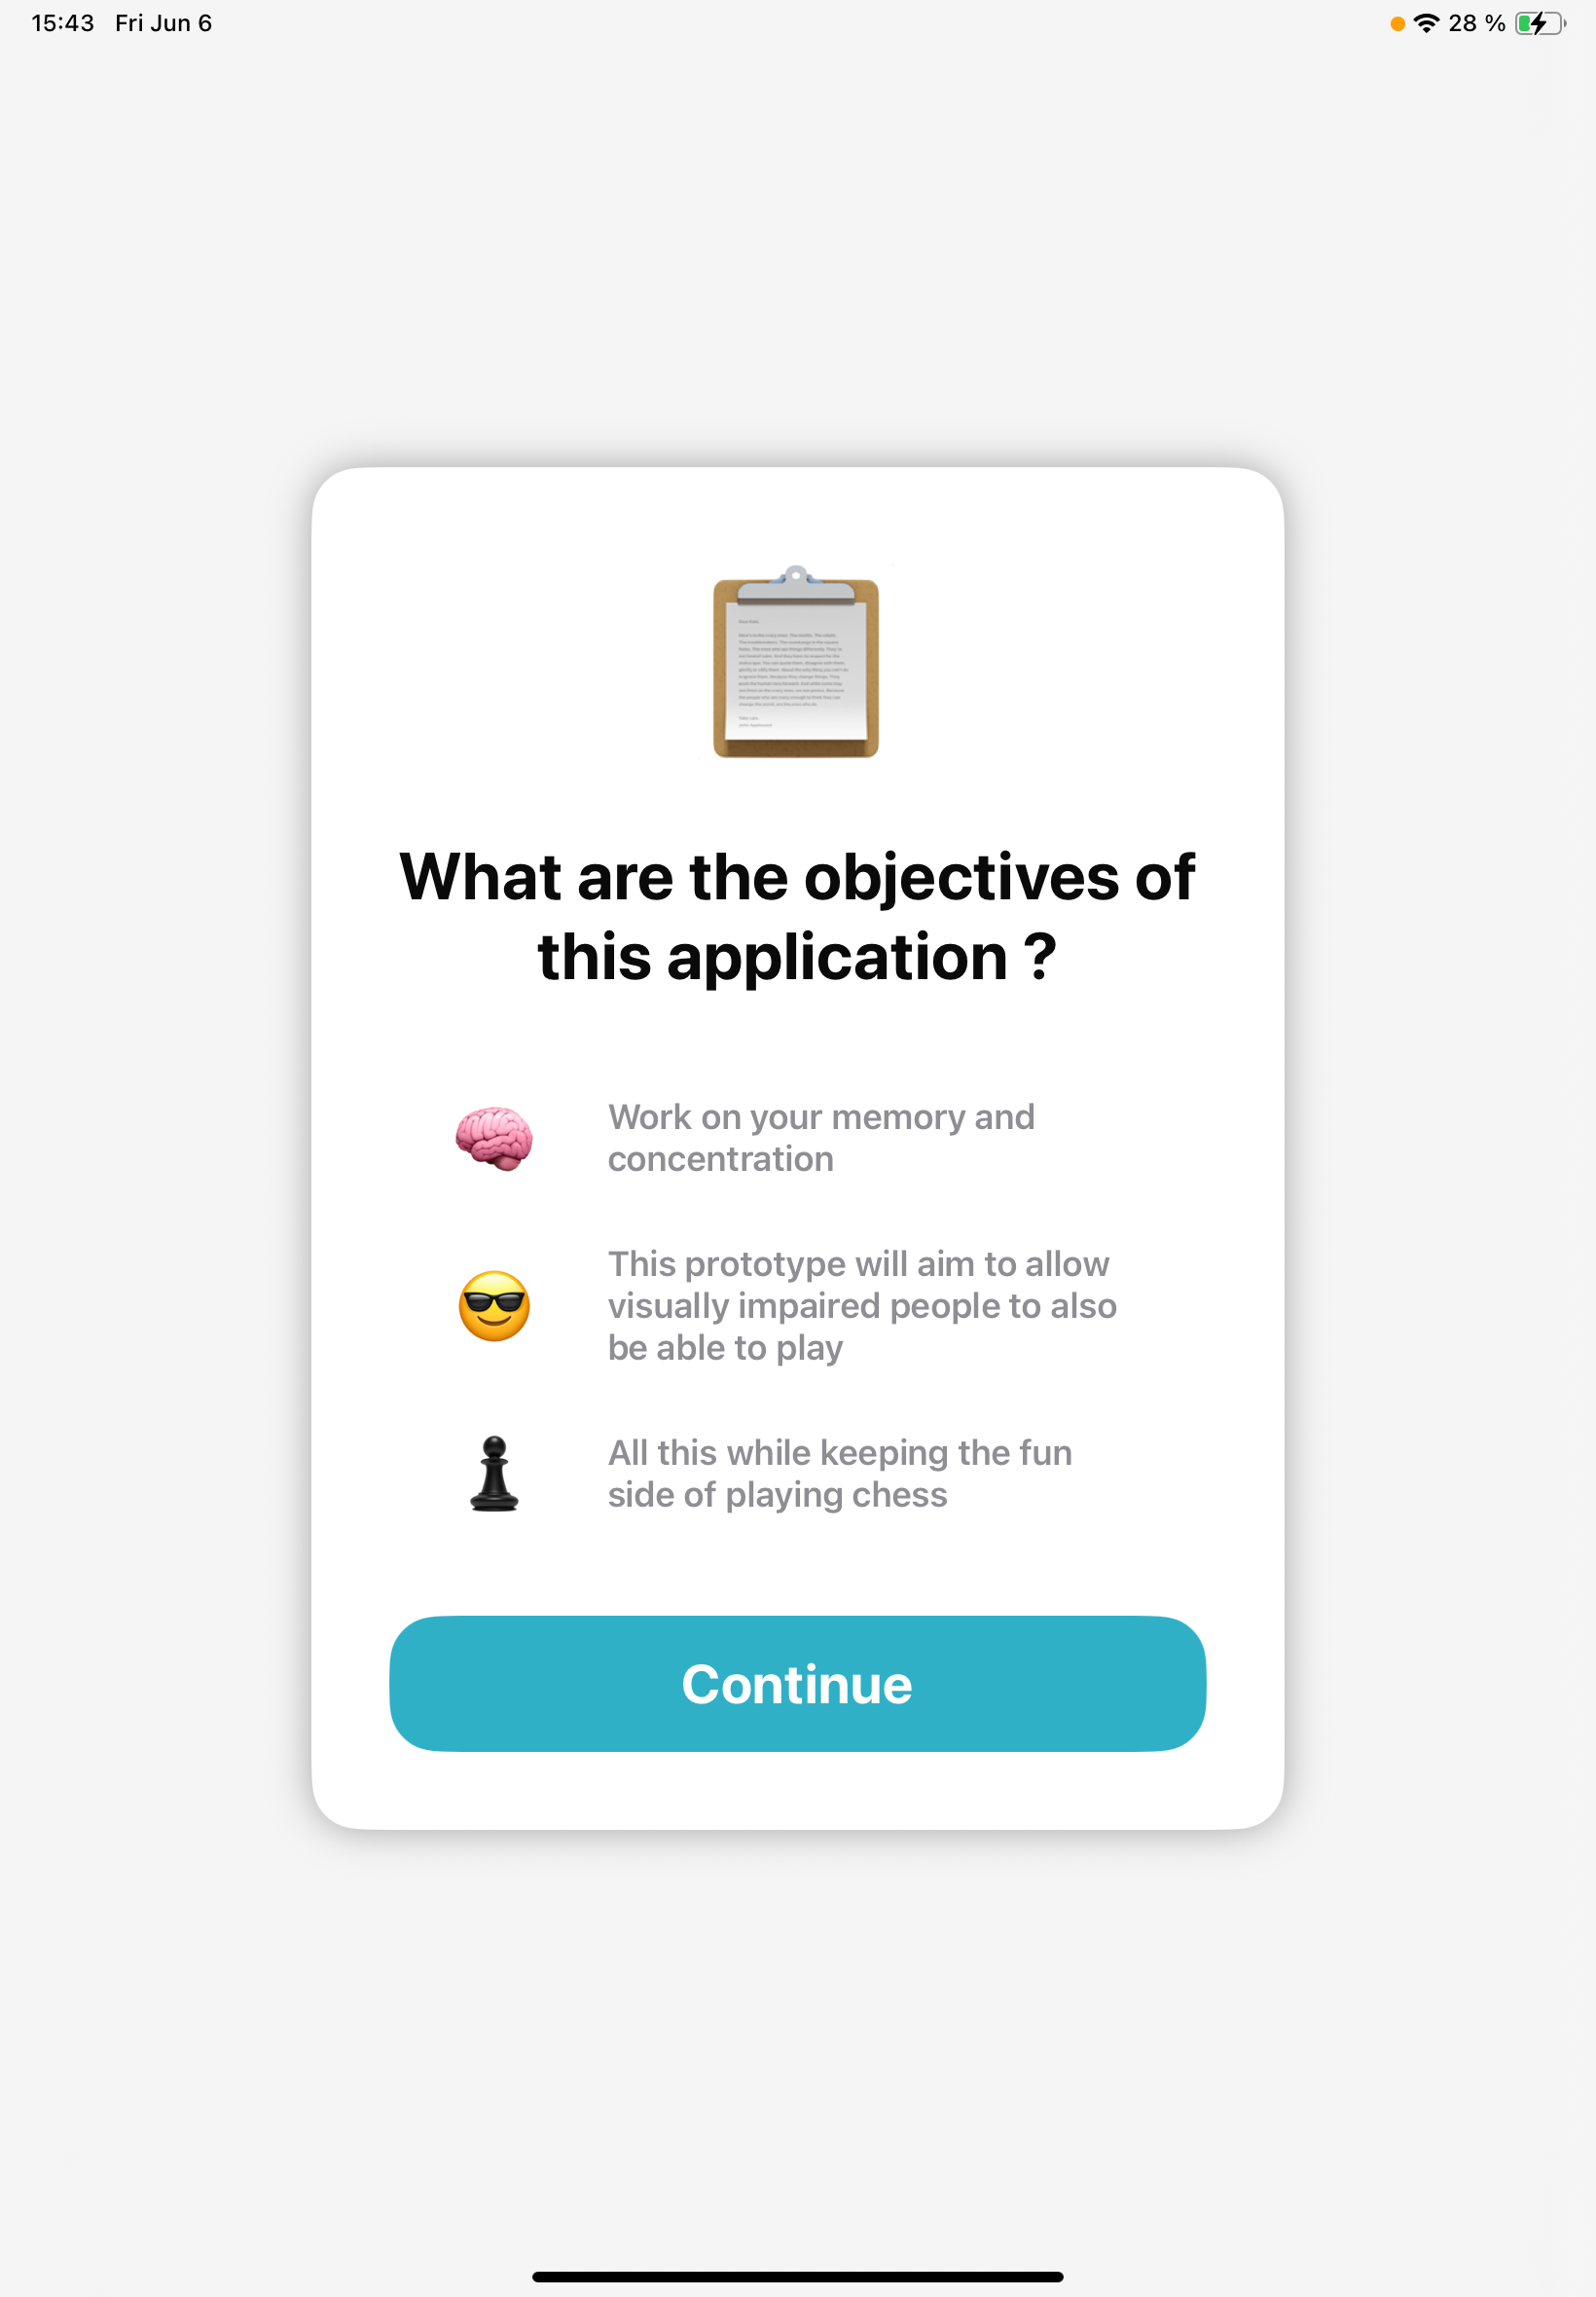 15:43 Fri Jun 6
28 %
What are the objectives of
this application ?
Work on your memory and
concentration
This prototype will aim to allow
visually impaired people to also
be able to play
All this while keeping the fun
side of playing chess
Continue